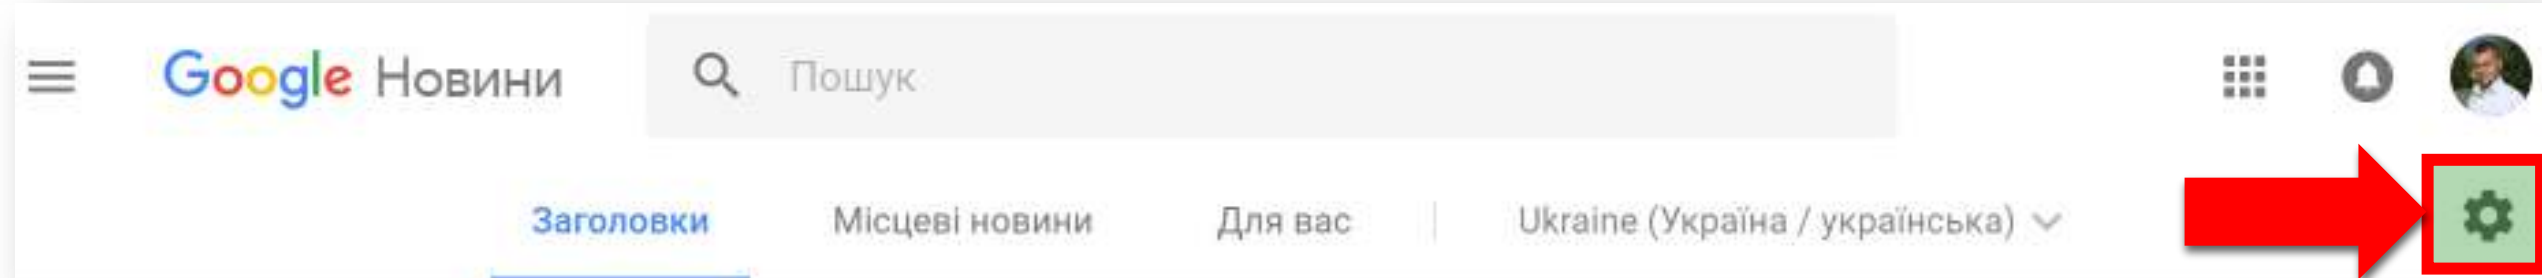 Google Новини
Пошук
Заголовки Місцеві новини Для вас Ukraine (Україна / українська)